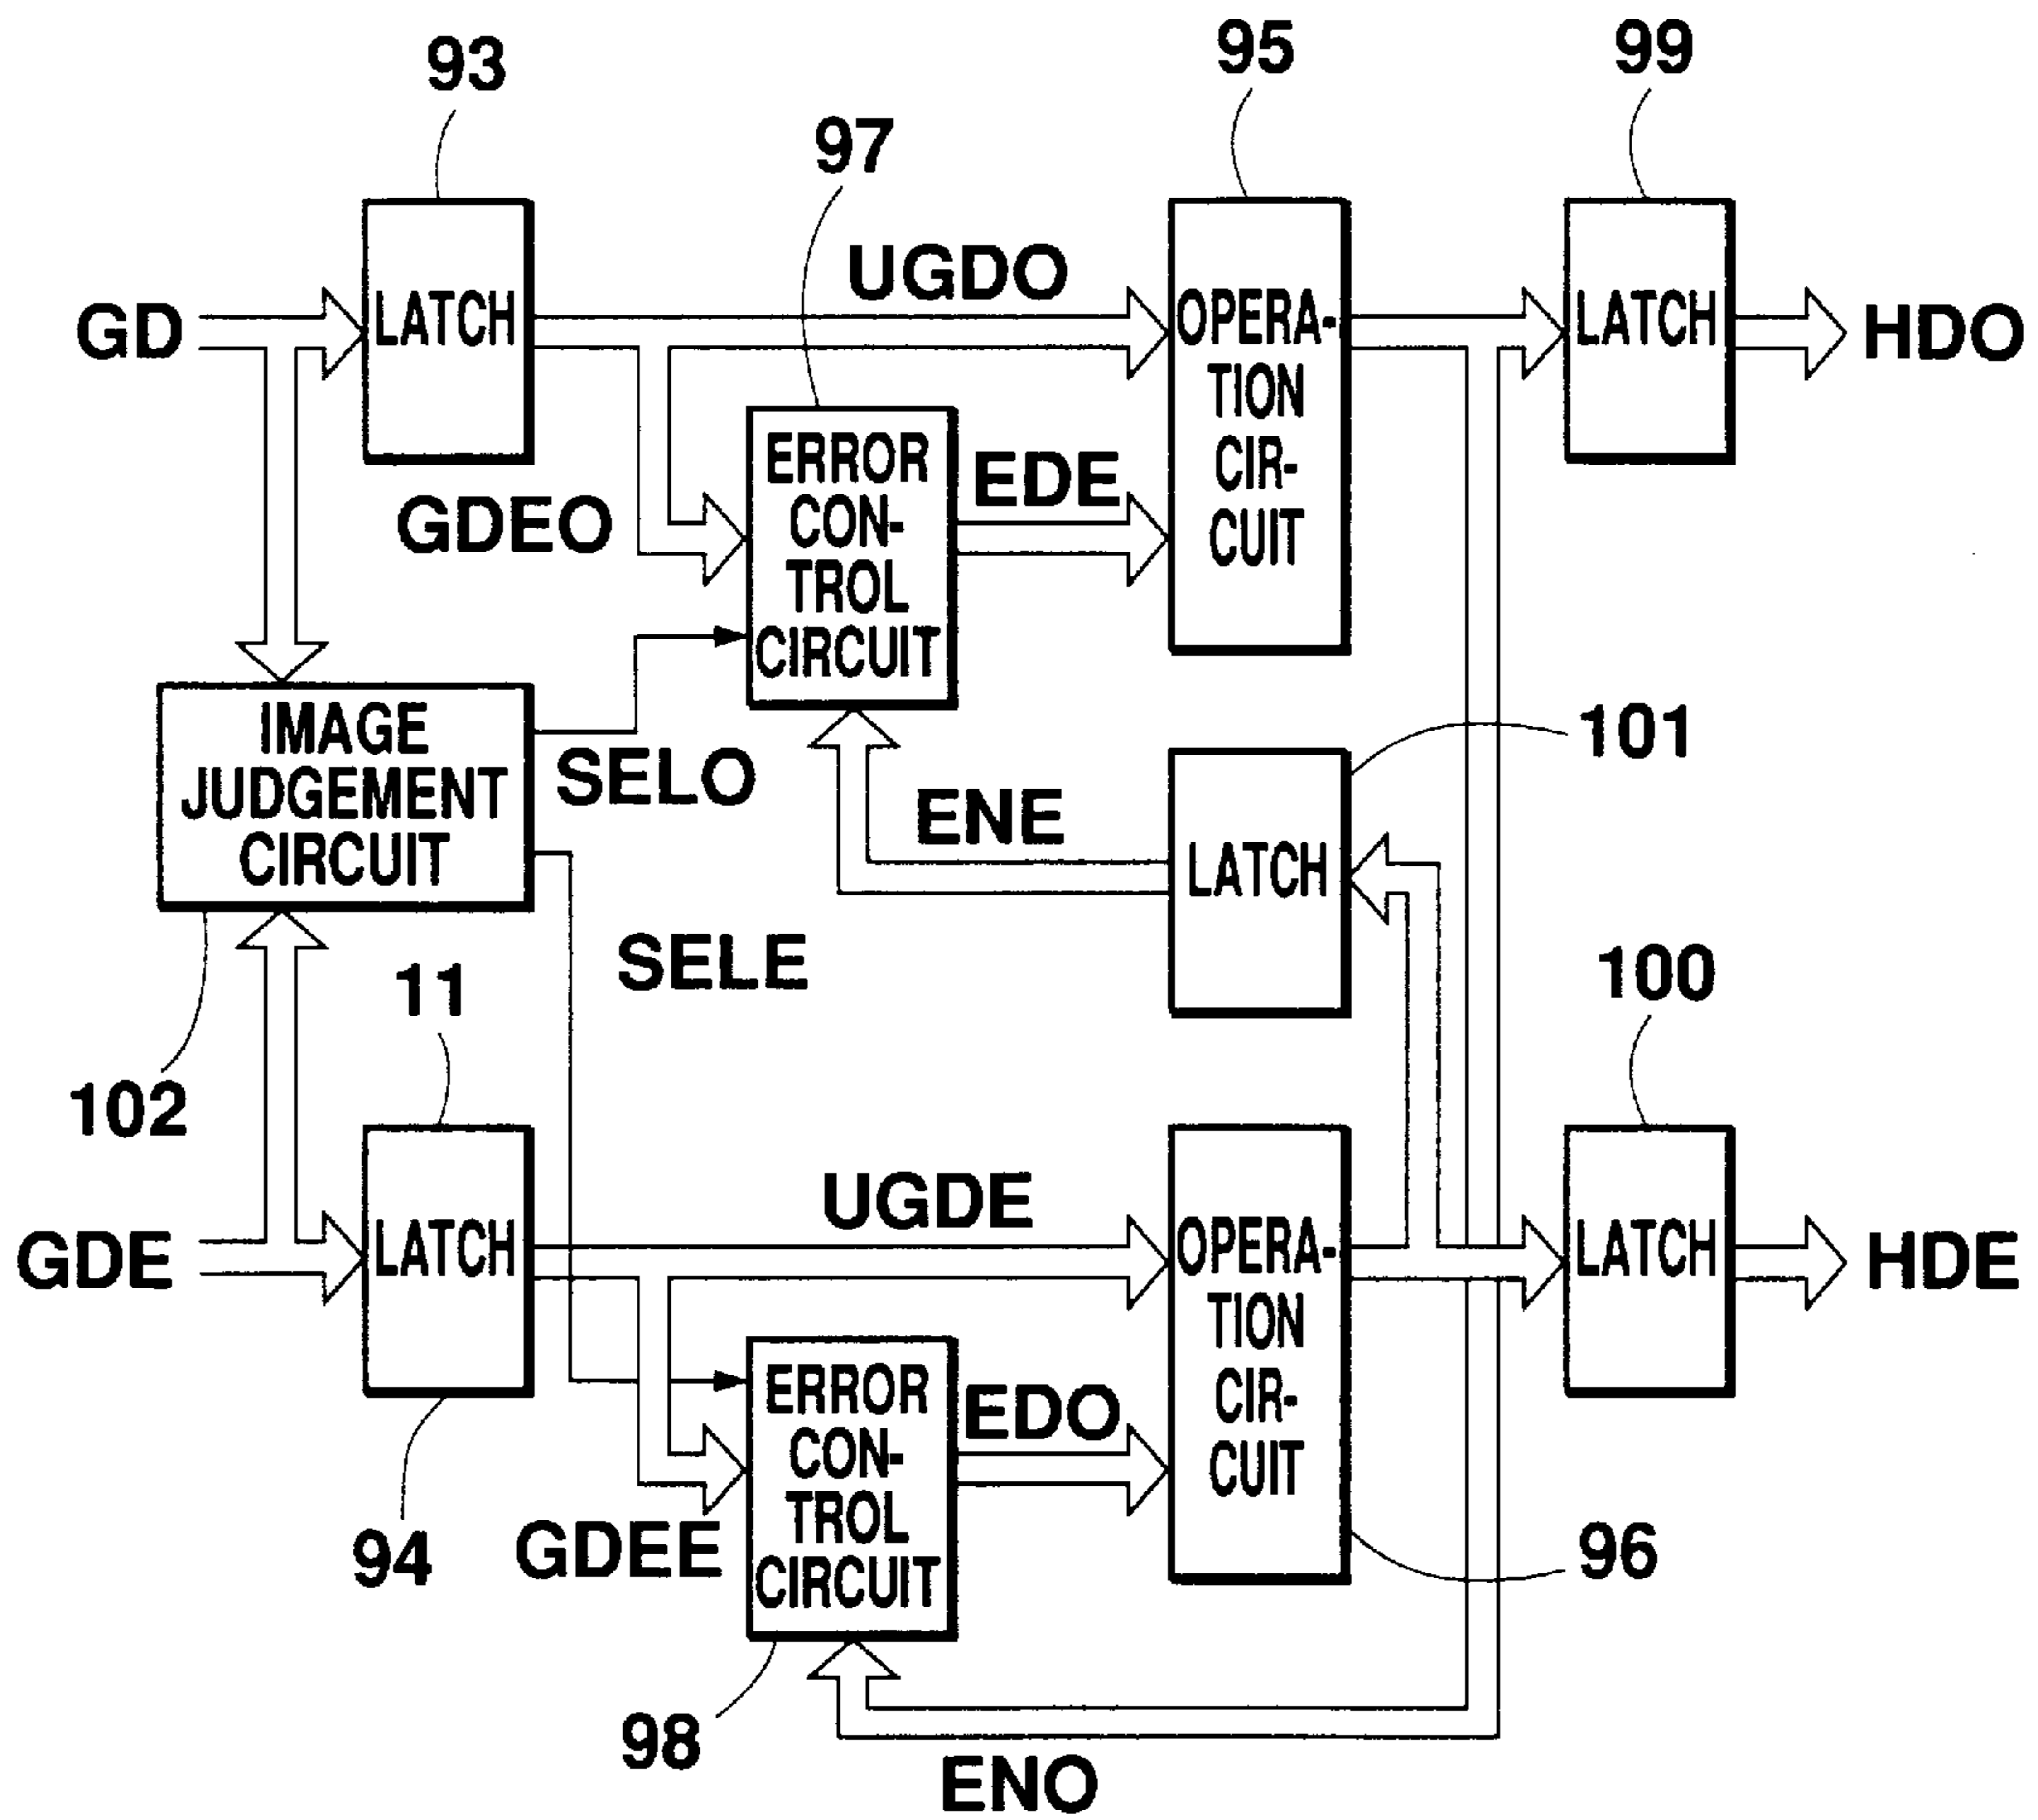 93
95
99
97
UGDO
GD
LATCH
OPERA-
TION
CIR-
CUIT
LATCH
HDO
ERROR
CON-
TROL
CIRCUIT
EDE
GDEO
IMAGE
JUDGEMENT
CIRCUIT
SELO
101
ENE
LATCH
SELE
11
100
102
UGDE
GDE
LATCH
OPERA-
TION
CIR-
CUIT
LATCH
HDE
ERROR
CON-
TROL
CIRCUIT
EDO
94
GDEE
96
98
ENO